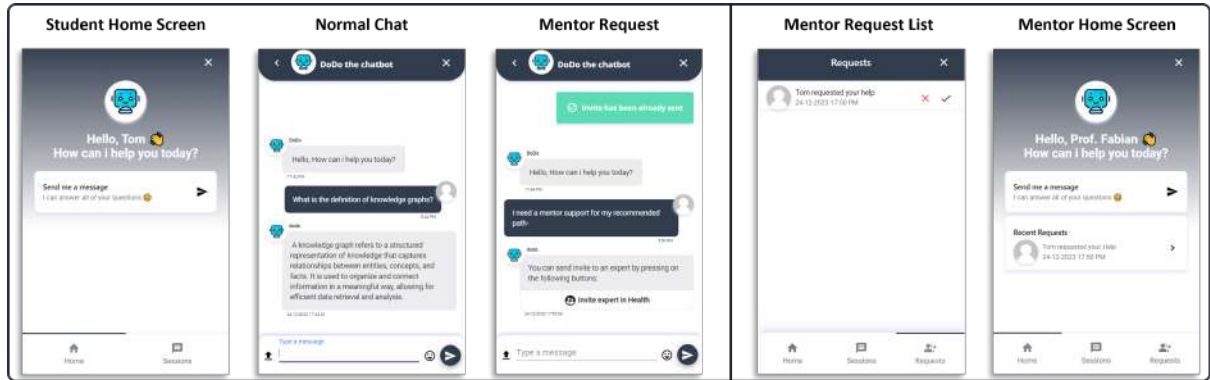 Student Home Screen
Normal Chat
Mentor Request
Mentor Request List
Mentor Home Screen
Hello, Tom
How can i help you today?
Send me a message
I can answer all of your questions
Home
Sessions
DoDo the chatbot
DoDo
Hello, How can i help you today?
What is the definition of knowledge graphs?
DoDo
A knowledge graph refers to a structured
representation of knowledge that captures
relationships between entities, concepts, and
facts. It is used to organize and connect
information in a meaningful way, allowing for
efficient data retrieval and analysis.
Type a message
DoDo the chatbot
Invite has been already sent
DoDo
Hello, How can i help you today?
I need a mentor support for my recommended
path-
DoDo
You can send invite to an expert by pressing on
the following buttons:
Invite expert in Health
Type a message
Requests
Tom requested your help
24-12-2023 17:50 PM
Home
Sessions
Requests
Hello, Prof. Fabian
How can i help you today?
Send me a message
I can answer all of your questions
Recent Requests
Tom requested your Help
24-12-2023 17:50 PM
Home
Sessions
Requests